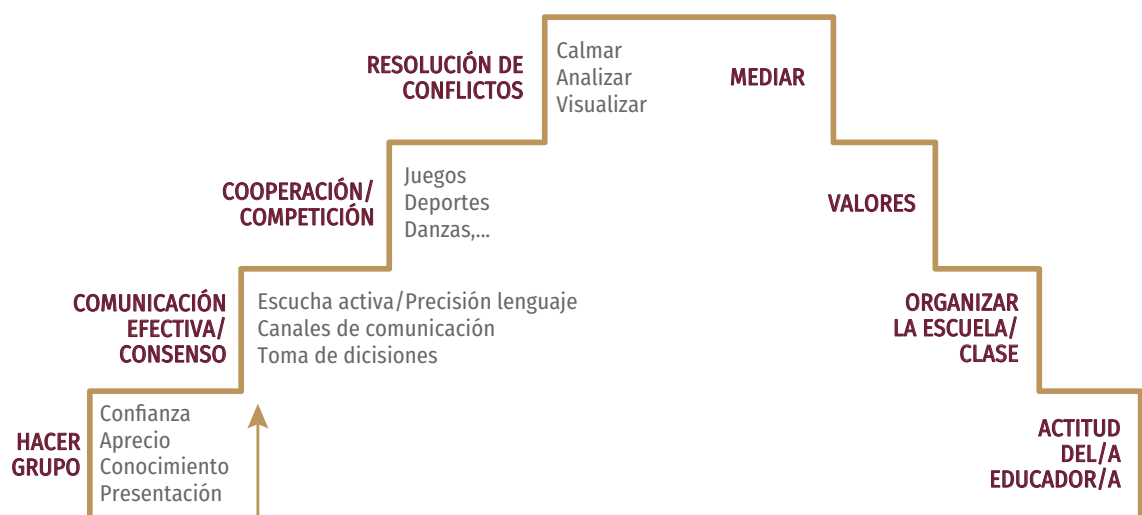 RESOLUCIÓN DE
CONFLICTOS
Calmar
Analizar
Visualizar
MEDIAR
COOPERACIÓN/
COMPETICIÓN
Juegos
Deportes
Danzas,...
VALORES
COMUNICACIÓN
EFECTIVA/
CONSENSO
Escucha activa/Precisión lenguaje
Canales de comunicación
Toma de dicisiones
ORGANIZAR
LA ESCUELA/
CLASE
HACER
GRUPO
Confianza
Aprecio
Conocimiento
Presentación
ACTITUD
DEL/A
EDUCADOR/A